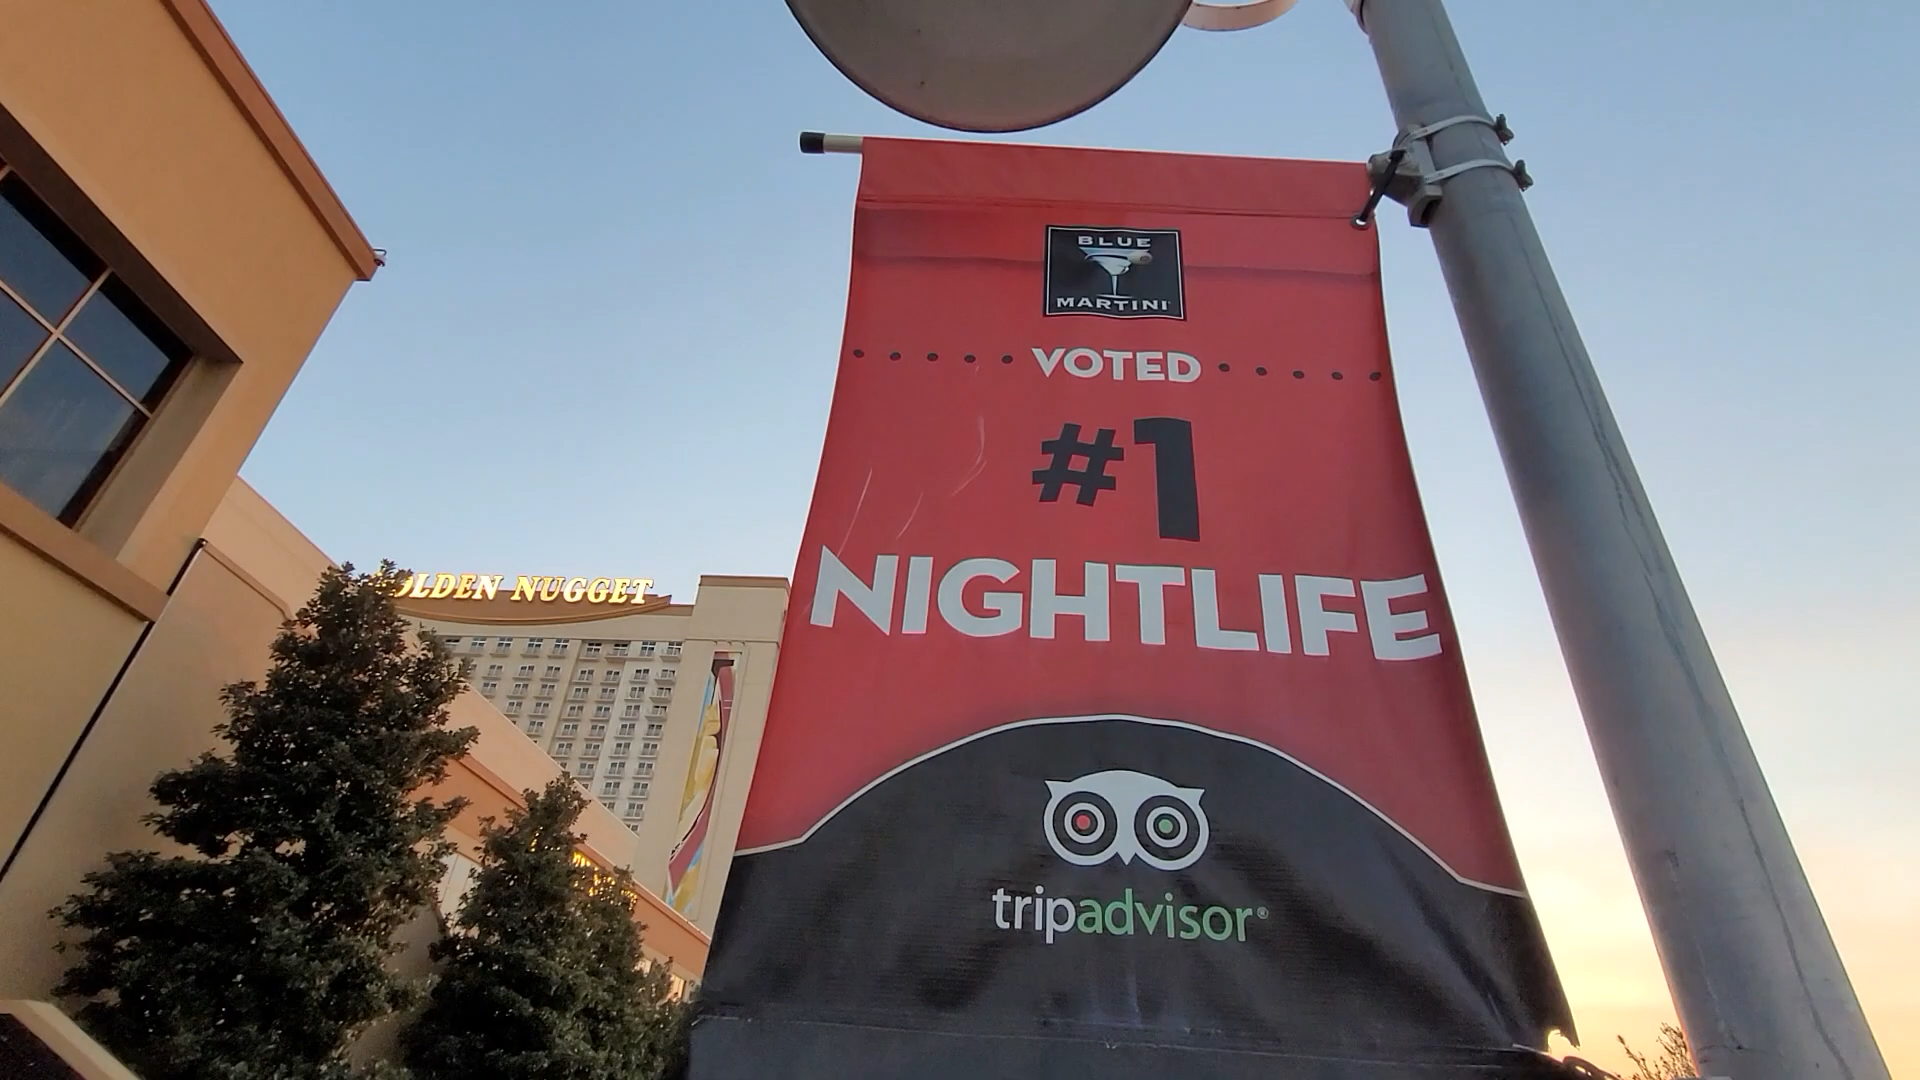 BLUE
MARTINI
VOTED
#1
NIGHTLIFE
tripadvisor®
OLDEN NUGGET